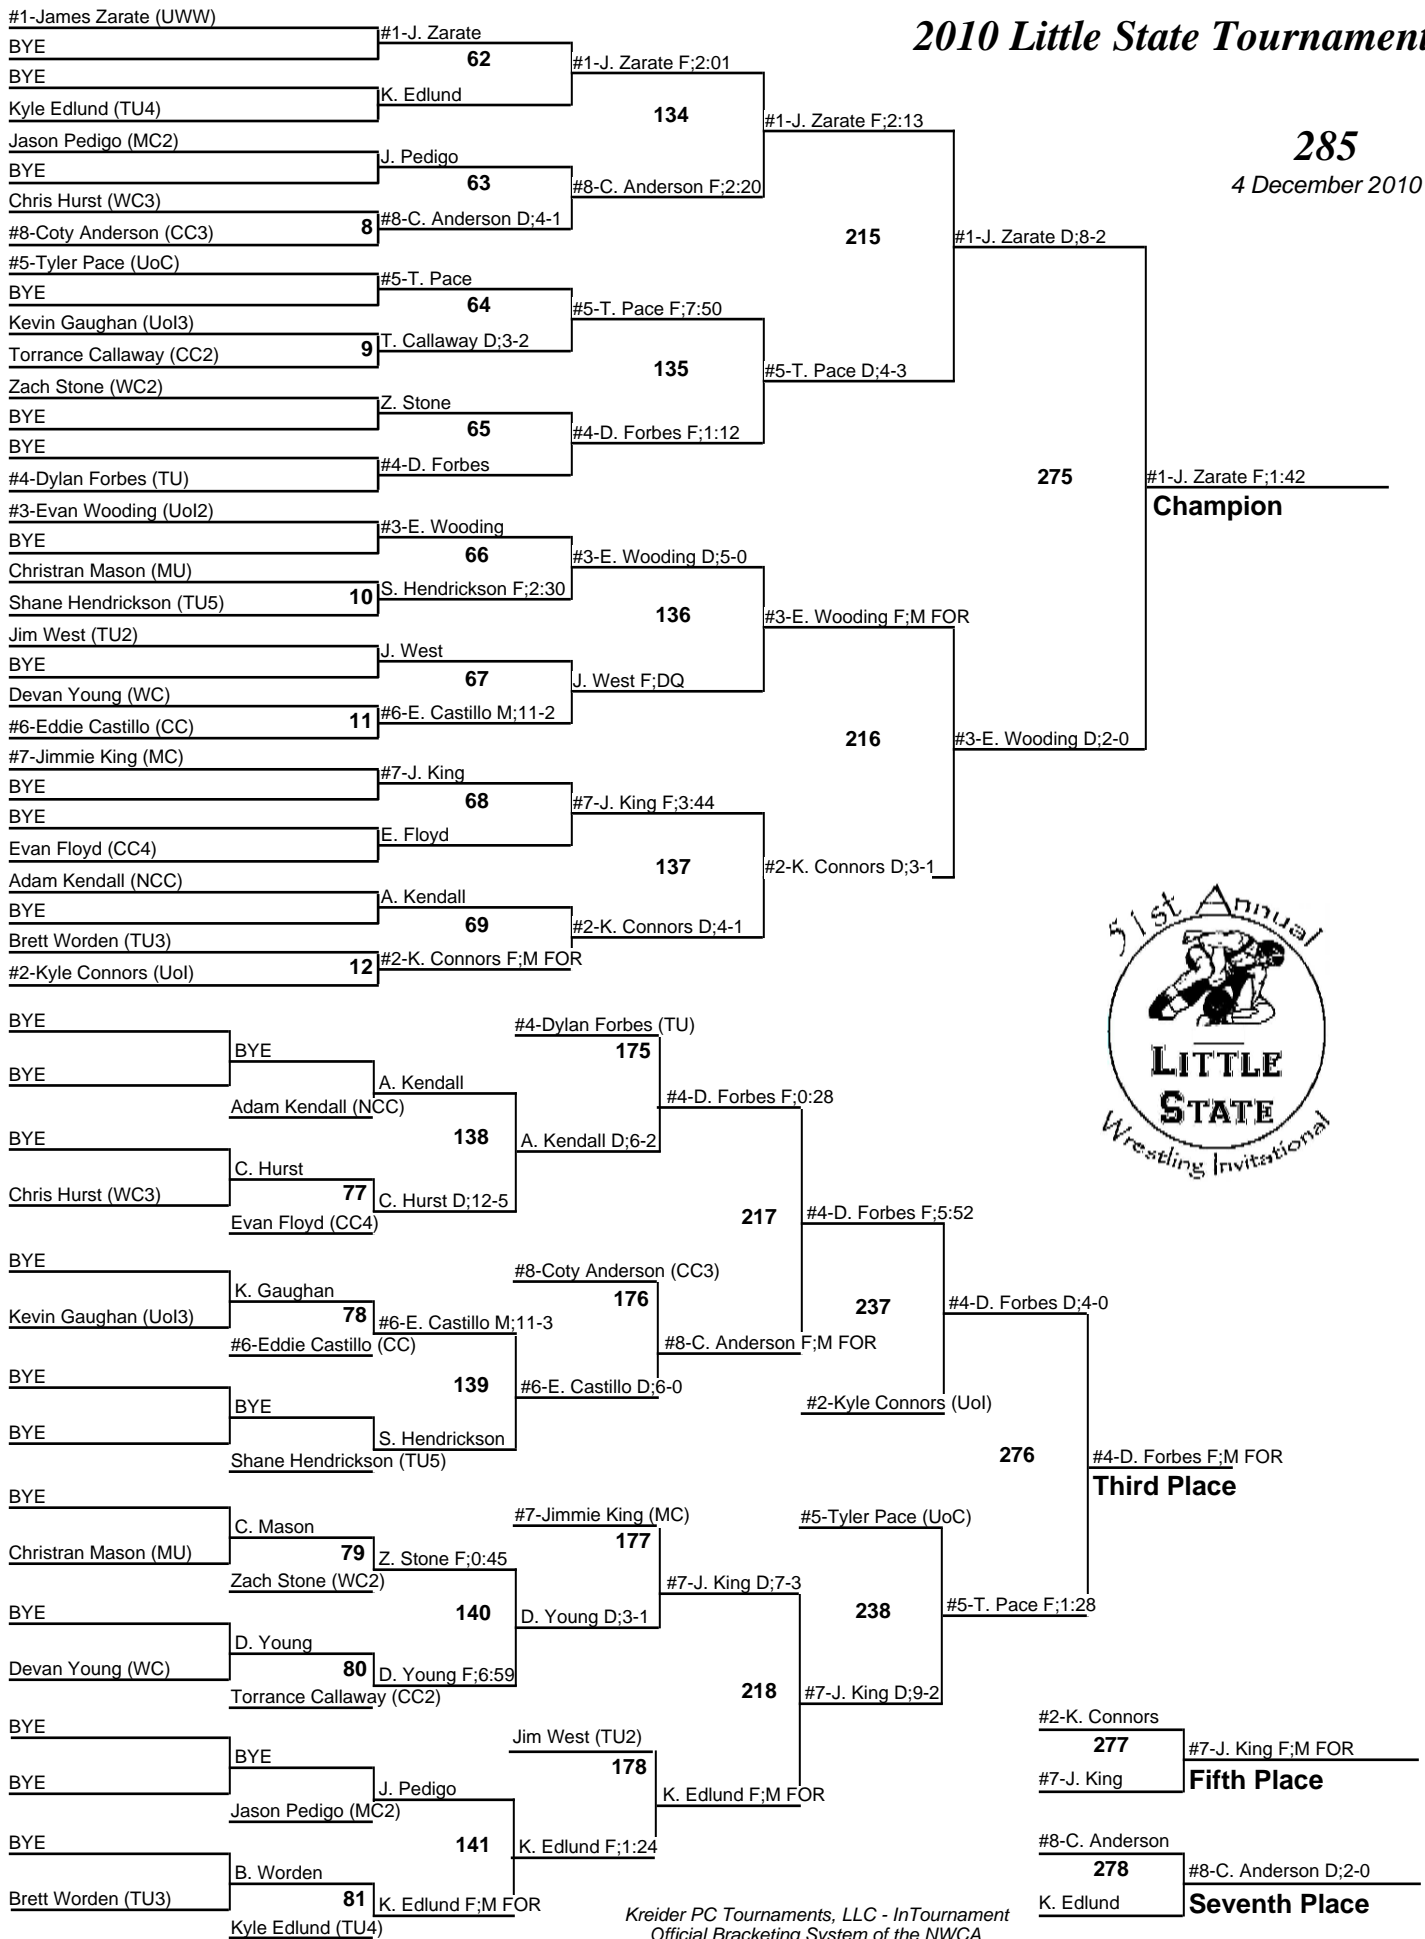 2010 Little State Tournament
285
4 December 2010
#1-James Zarate (UWW)
BYE
BYE
Kyle Edlund (TU4)
Jason Pedigo (MC2)
BYE
Chris Hurst (WC3)
#8-Coty Anderson (CC3)
8
#5-Tyler Pace (UoC)
BYE
Kevin Gaughan (UoI3)
Torrance Callaway (CC2)
9
Zach Stone (WC2)
BYE
BYE
#4-Dylan Forbes (TU)
#3-Evan Wooding (UoI2)
BYE
Christran Mason (MU)
Shane Hendrickson (TU5)
10
Jim West (TU2)
BYE
Devan Young (WC)
#6-Eddie Castillo (CC)
11
#7-Jimmie King (MC)
BYE
BYE
Evan Floyd (CC4)
Adam Kendall (NCC)
BYE
Brett Worden (TU3)
#2-Kyle Connors (UoI)
12
#1-J. Zarate
62
K. Edlund
J. Pedigo
63
#8-C. Anderson D;4-1
#5-T. Pace
64
T. Callaway D;3-2
Z. Stone
65
#4-D. Forbes
#3-E. Wooding
66
S. Hendrickson F;2:30
J. West
67
#6-E. Castillo M;11-2
#7-J. King
68
E. Floyd
A. Kendall
69
#2-K. Connors F;M FOR
#1-J. Zarate F;2:01
134
#8-C. Anderson F;2:20
#5-T. Pace F;7:50
135
#4-D. Forbes F;1:12
#3-E. Wooding D;5-0
136
J. West F;DQ
#7-J. King F;3:44
137
#2-K. Connors D;4-1
#1-J. Zarate F;2:13
215
#5-T. Pace D;4-3
#3-E. Wooding F;M FOR
216
#2-K. Connors D;3-1
#1-J. Zarate D;8-2
275
#3-E. Wooding D;2-0
#1-J. Zarate F;1:42
Champion
51st Annual
LITTLE
STATE
Wrestling Invitational
BYE
BYE
BYE
Chris Hurst (WC3)
BYE
Kevin Gaughan (UoI3)
BYE
BYE
BYE
Christran Mason (MU)
BYE
Devan Young (WC)
BYE
BYE
BYE
Brett Worden (TU3)
BYE
Adam Kendall (NCC)
C. Hurst
77
Evan Floyd (CC4)
K. Gaughan
78
#6-Eddie Castillo (CC)
BYE
Shane Hendrickson (TU5)
C. Mason
79
Zach Stone (WC2)
D. Young
80
Torrance Callaway (CC2)
BYE
Jason Pedigo (MC2)
B. Worden
81
Kyle Edlund (TU4)
A. Kendall
138
C. Hurst D;12-5
#6-E. Castillo M;11-3
139
S. Hendrickson
Z. Stone F;0:45
140
D. Young F;6:59
J. Pedigo
141
K. Edlund F;M FOR
#4-Dylan Forbes (TU)
175
A. Kendall D;6-2
#8-Coty Anderson (CC3)
176
#6-E. Castillo D;6-0
#7-Jimmie King (MC)
177
D. Young D;3-1
Jim West (TU2)
178
K. Edlund F;1:24
#4-D. Forbes F;0:28
217
#8-C. Anderson F;M FOR
#7-J. King D;7-3
218
K. Edlund F;M FOR
#4-D. Forbes F;5:52
237
#2-Kyle Connors (UoI)
#5-Tyler Pace (UoC)
238
#7-J. King D;9-2
#4-D. Forbes D;4-0
276
#5-T. Pace F;1:28
#4-D. Forbes F;M FOR
Third Place
#2-K. Connors
277
#7-J. King
#7-J. King F;M FOR
Fifth Place
#8-C. Anderson
278
K. Edlund
#8-C. Anderson D;2-0
Seventh Place
Kreider PC Tournaments, LLC - InTournament
Official Bracketing System of the NWCA